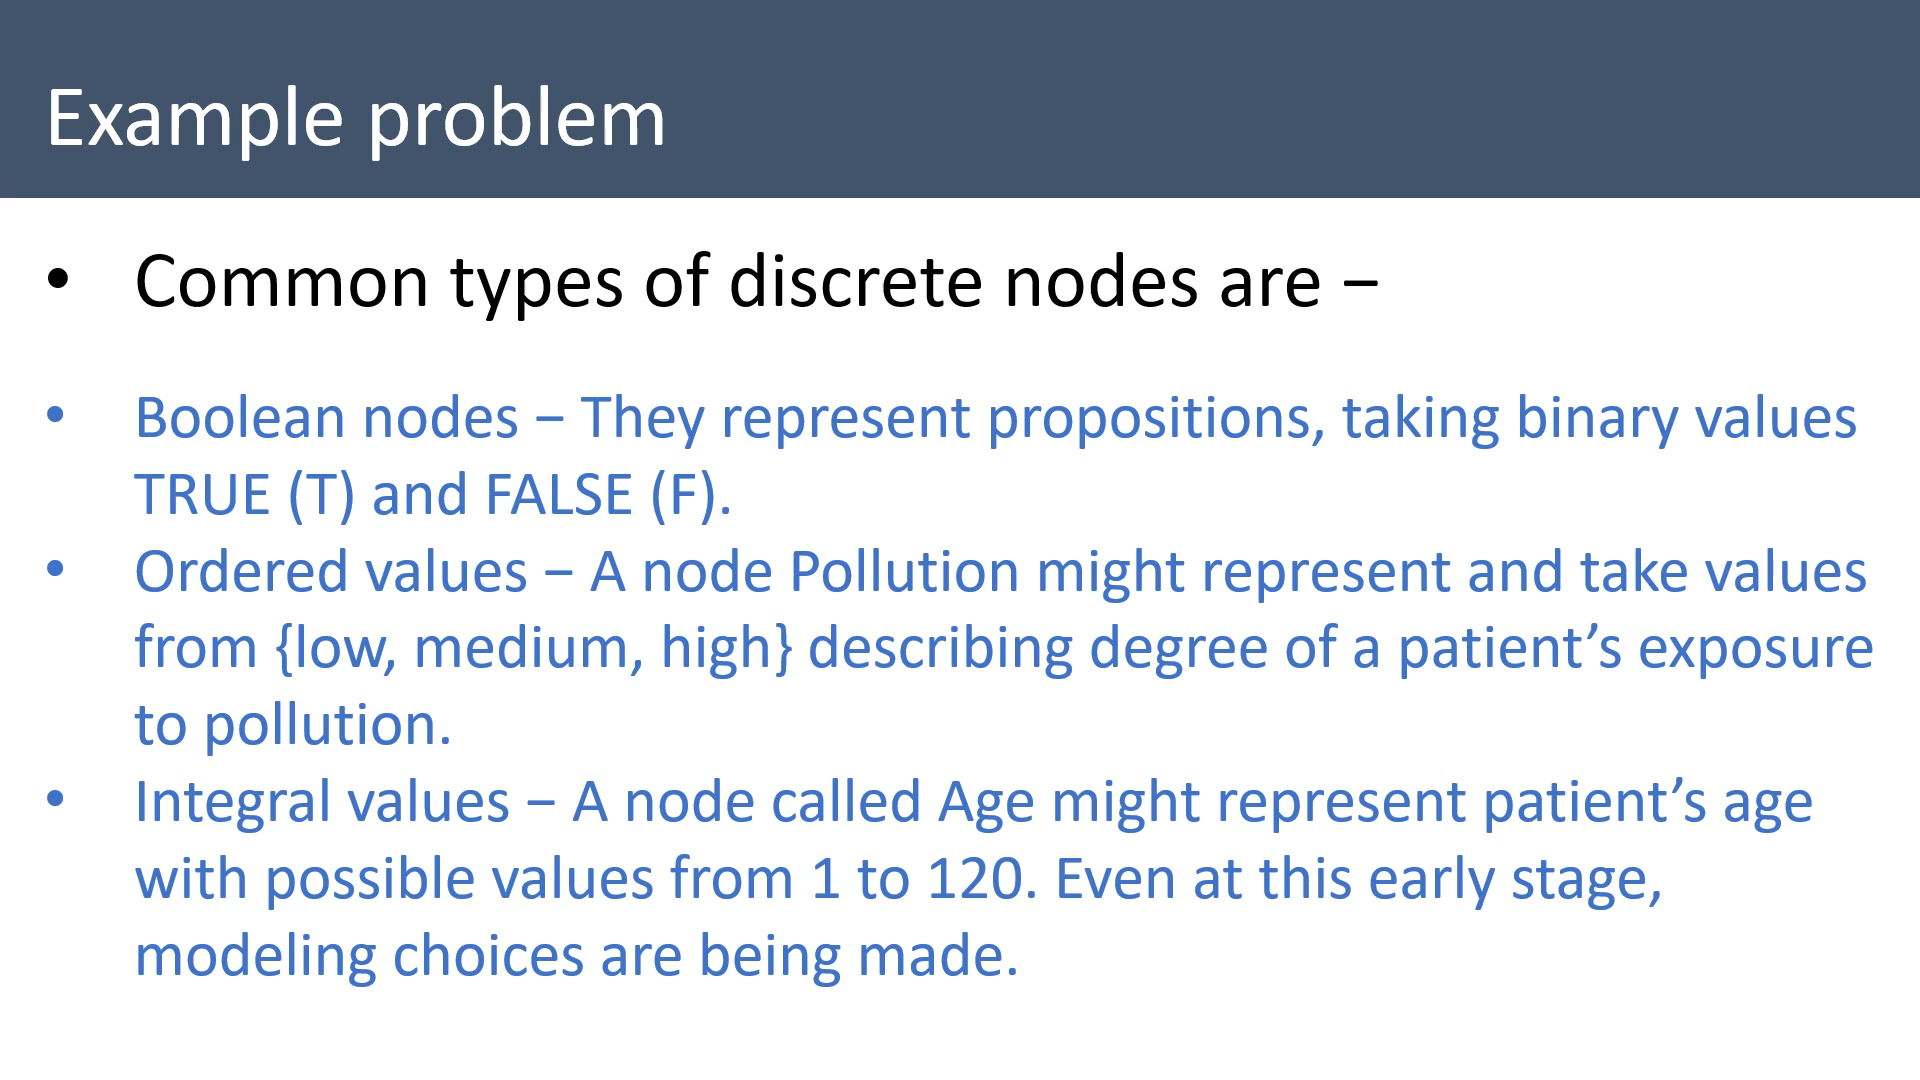 Example problem
• Common types of discrete nodes are −
• Boolean nodes − They represent propositions, taking binary values
TRUE (T) and FALSE (F).
• Ordered values − A node Pollution might represent and take values
from {low, medium, high} describing degree of a patient’s exposure
to pollution.
• Integral values − A node called Age might represent patient’s age
with possible values from 1 to 120. Even at this early stage,
modeling choices are being made.